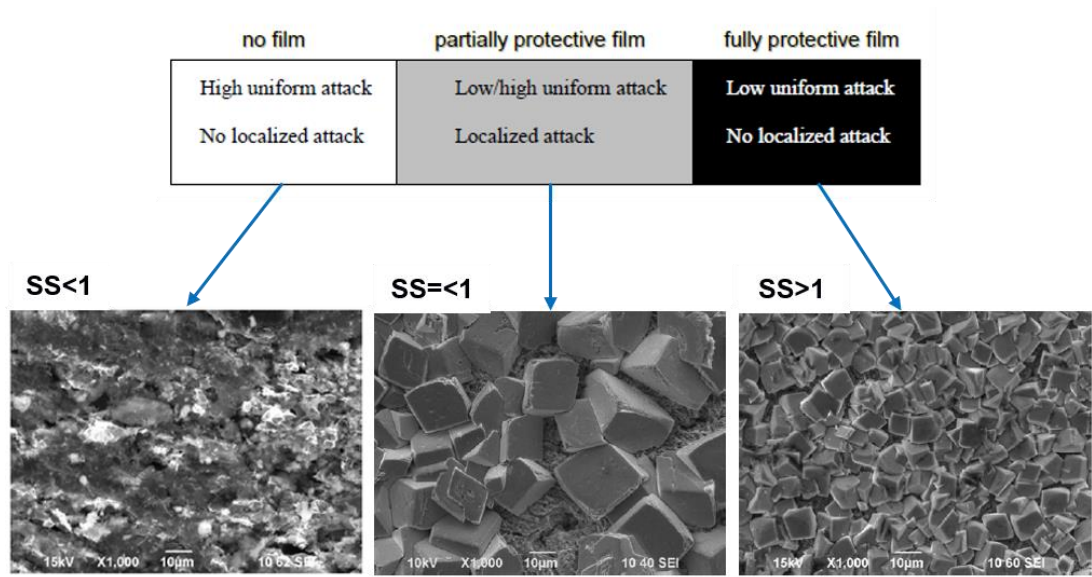 no film
partially protective film
fully protective film
High uniform attack
No localized attack
Low/high uniform attack
Localized attack
Low uniform attack
No localized attack
SS<1
SS=<1
SS>1
15kV X1,000 10µm 10 62 SEI
10kV X1,000 10µm 10 40 SEI
15kV X1,000 10µm 10 60 SEI